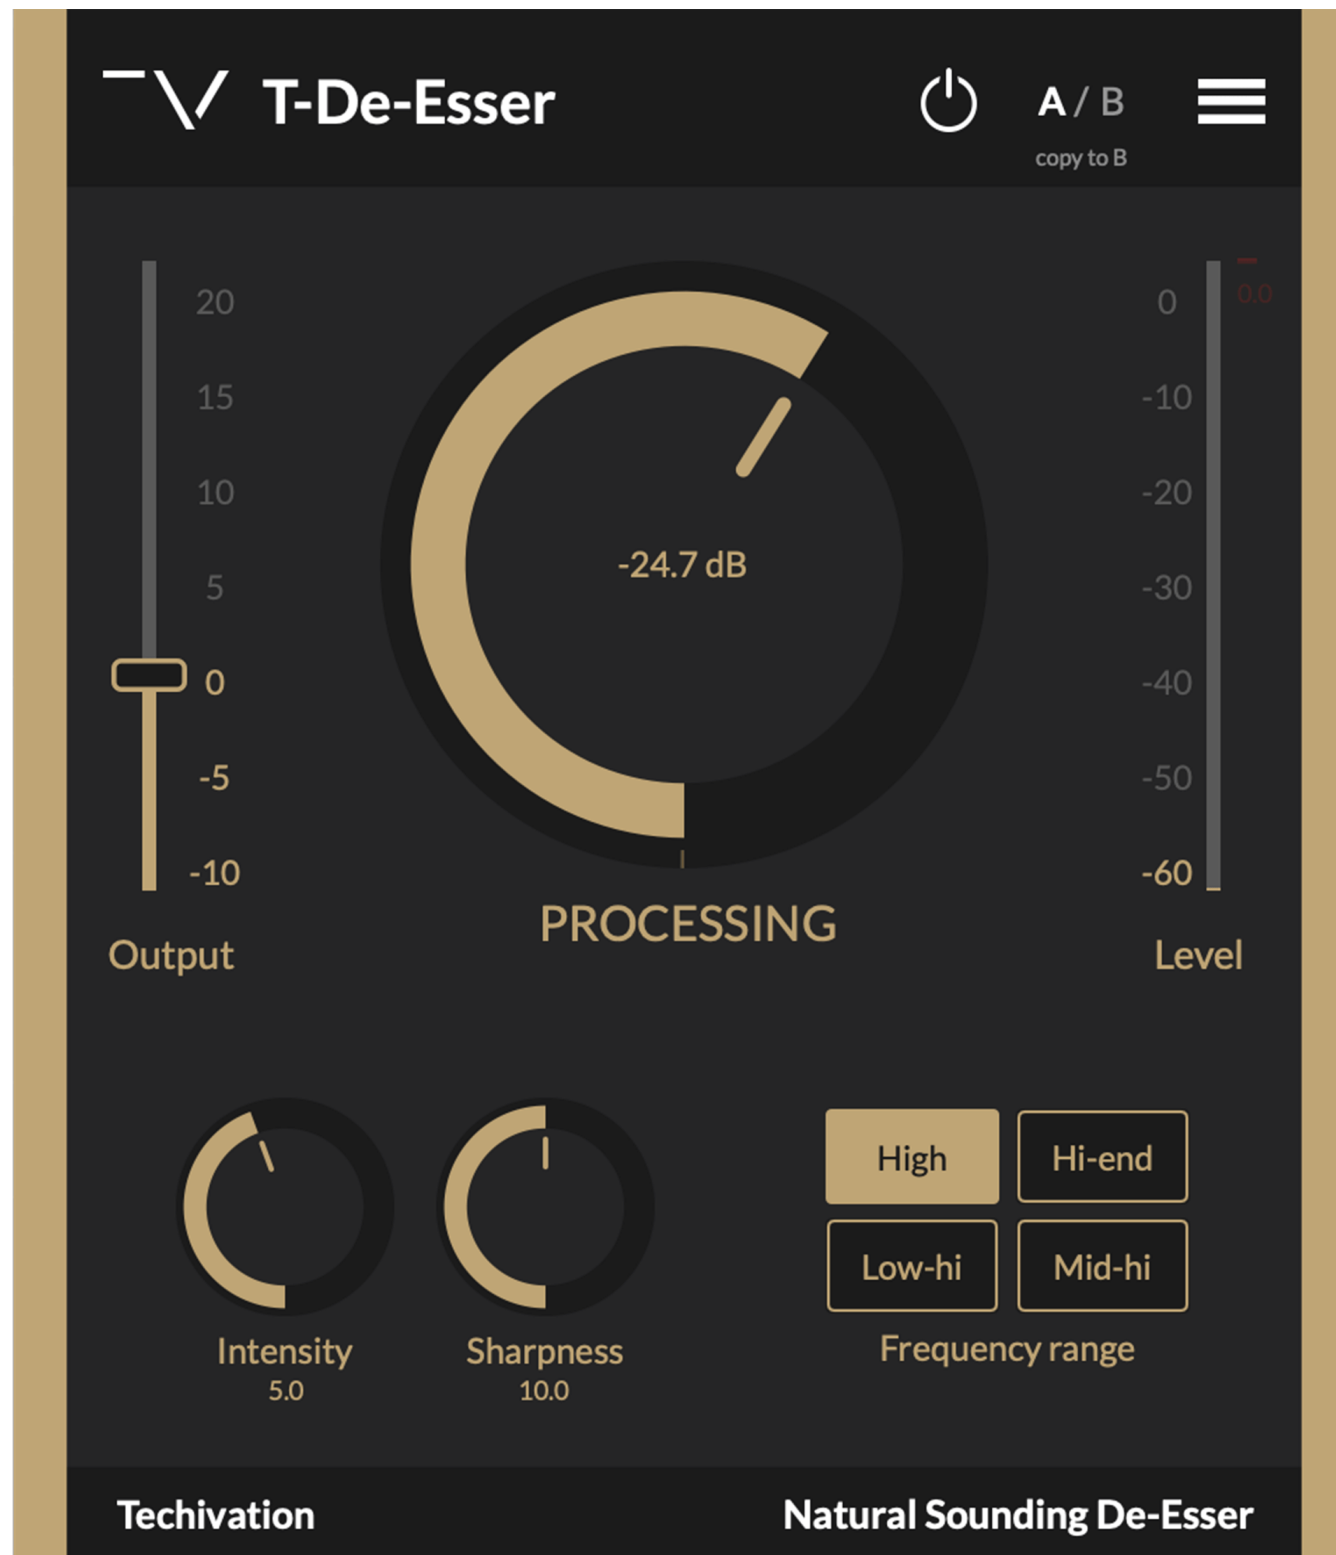 T-De-Esser
A / B
copy to B
20
15
10
5
0
-5
-10
Output
-24.7 dB
PROCESSING
0
-10
-20
-30
-40
-50
-60
0.0
Level
Intensity
5.0
Sharpness
10.0
High
Hi-end
Low-hi
Mid-hi
Frequency range
Techivation
Natural Sounding De-Esser